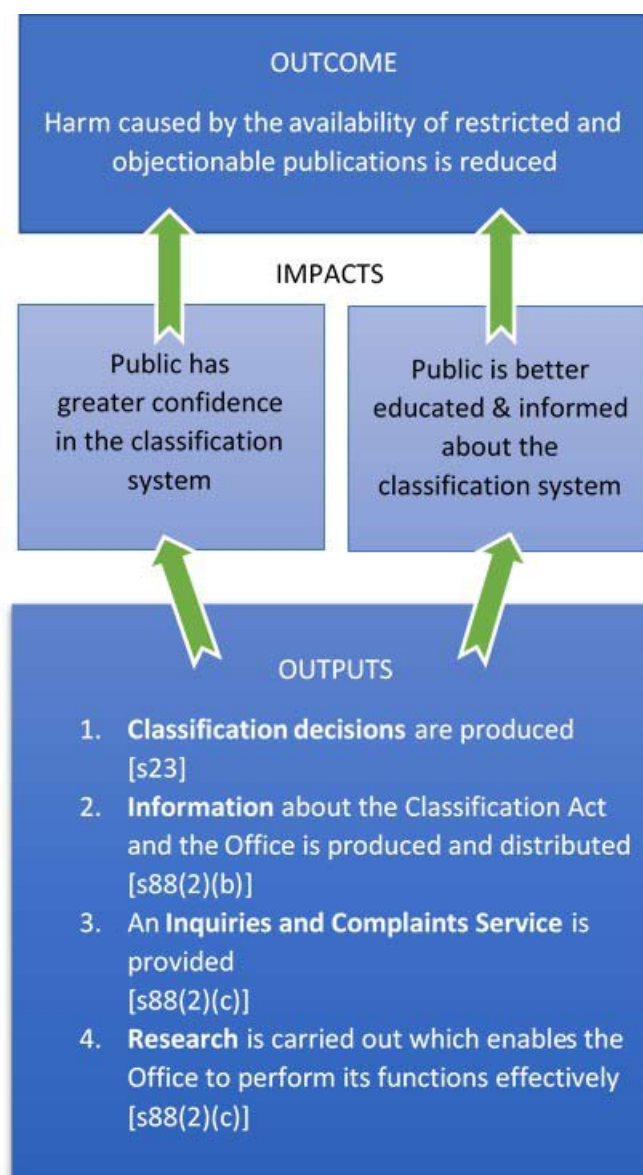 OUTCOME
Harm caused by the availability of restricted and
objectionable publications is reduced
IMPACTS
Public has
greater confidence
in the classification
system
Public is better
educated & informed
about the
classification system
OUTPUTS
1. Classification decisions are produced
[s23]
2. Information about the Classification Act
and the Office is produced and distributed
[s88(2)(b)]
3. An Inquiries and Complaints Service is
provided
[s88(2)(c)]
4. Research is carried out which enables the
Office to perform its functions effectively
[s88(2)(c)]